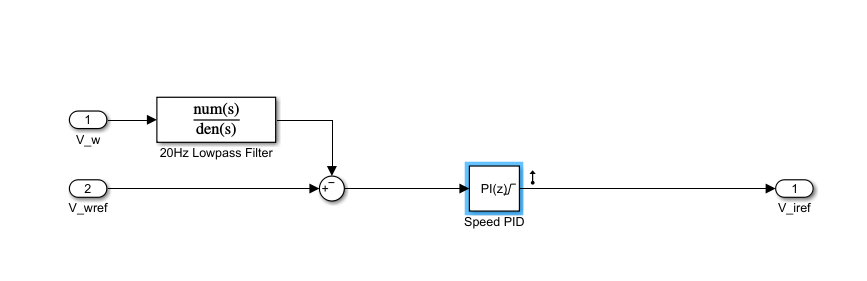 num(s)
den(s)
1
V_w
20Hz Lowpass Filter
−
+
2
V_wref
PI(z)
Speed PID
1
V_iref